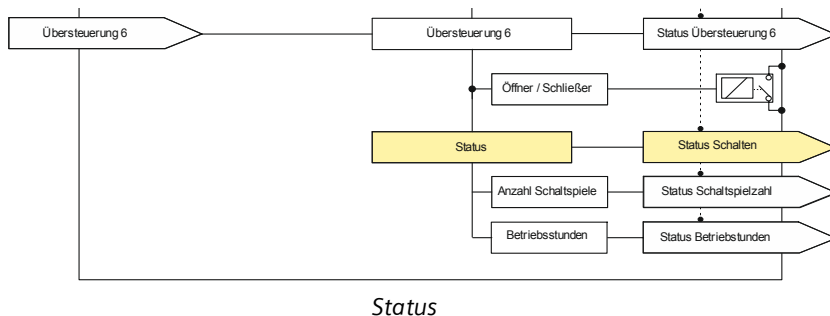 Übersteuerung 6
Übersteuerung 6
Status Übersteuerung 6
Öffner / Schließer
Status
Status Schalten
Anzahl Schaltspiele
Status Schaltspielzahl
Betriebsstunden
Status Betriebstunden
Status